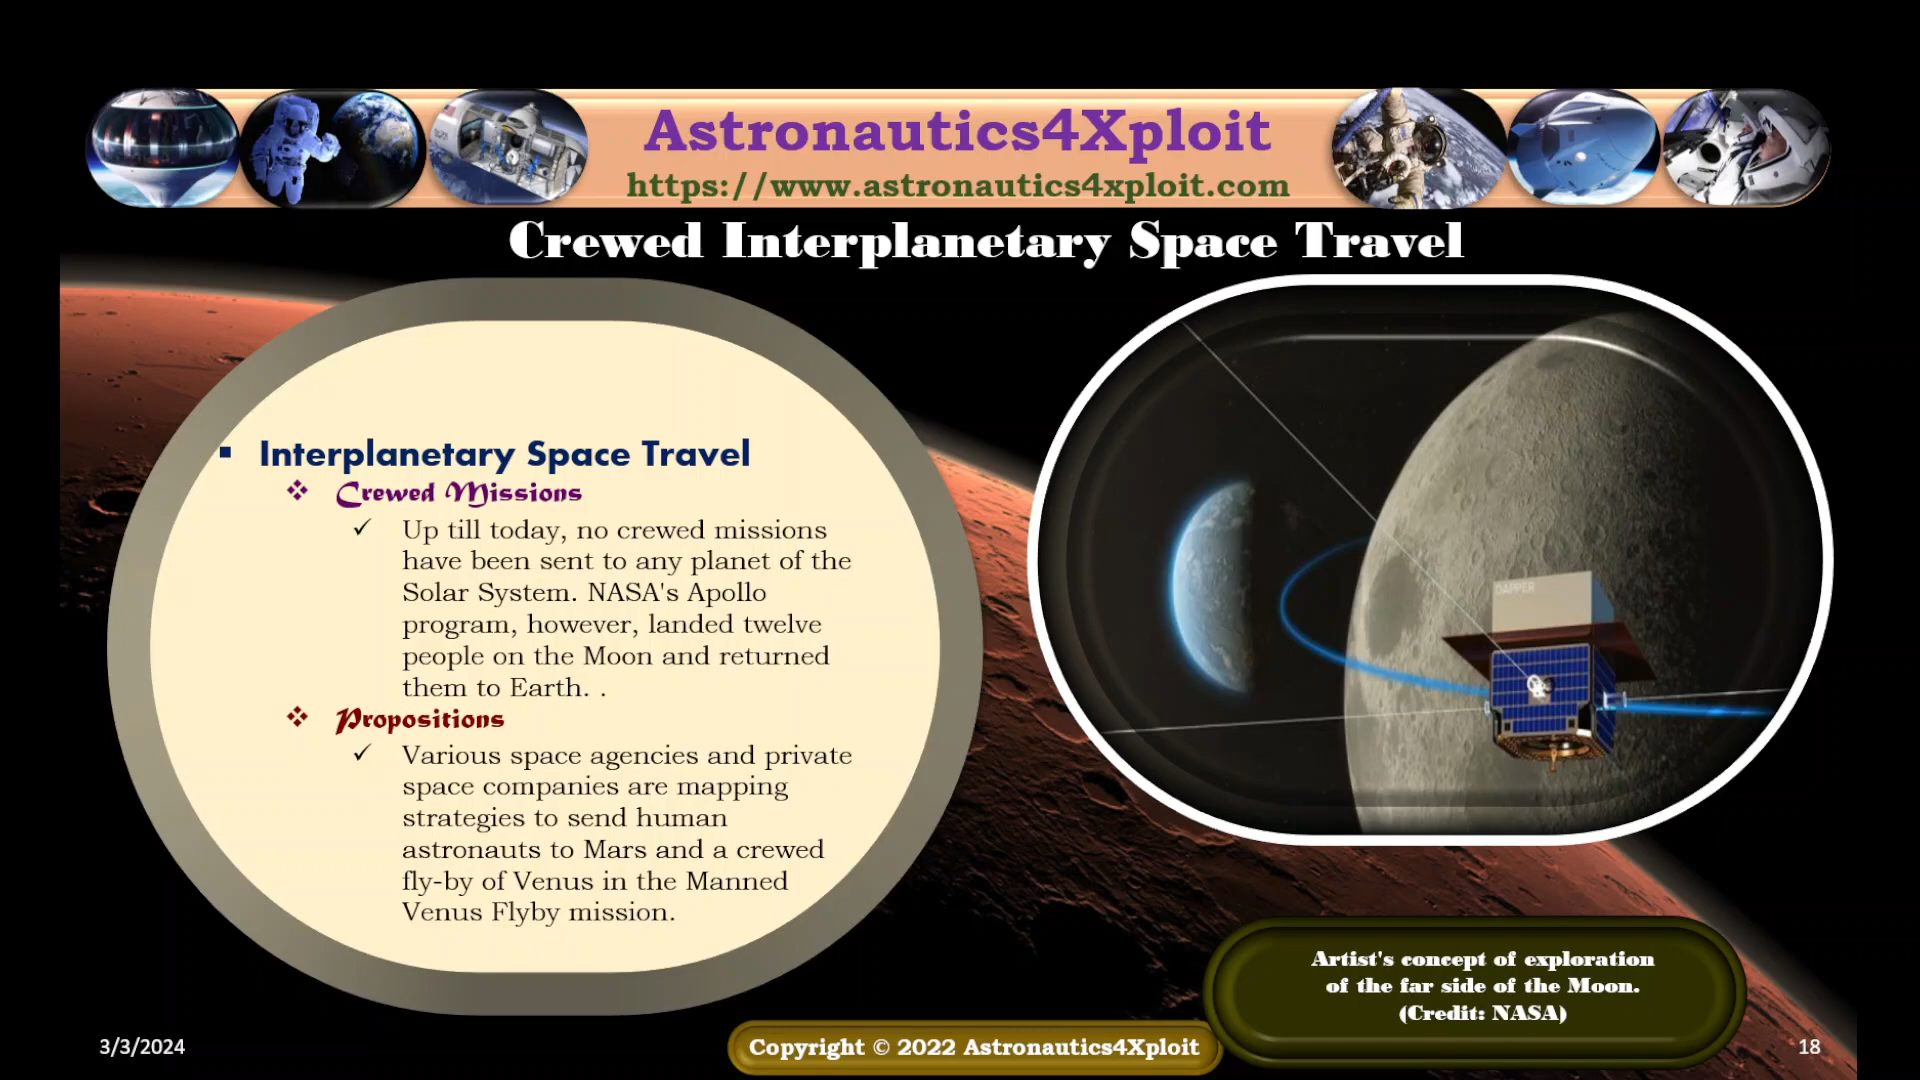 Astronautics4Xploit
https://www.astronautics4xploit.com
Crewed Interplanetary Space Travel
Interplanetary Space Travel
Crewed Missions
Up till today, no crewed missions
have been sent to any planet of the
Solar System. NASA's Apollo
program, however, landed twelve
people on the Moon and returned
them to Earth. .
Propositions
Various space agencies and private
space companies are mapping
strategies to send human
astronauts to Mars and a crewed
fly-by of Venus in the Manned
Venus Flyby mission.
DAPPER
Artist's concept of exploration
of the far side of the Moon.
(Credit: NASA)
3/3/2024
Copyright © 2022 Astronautics4Xploit
18